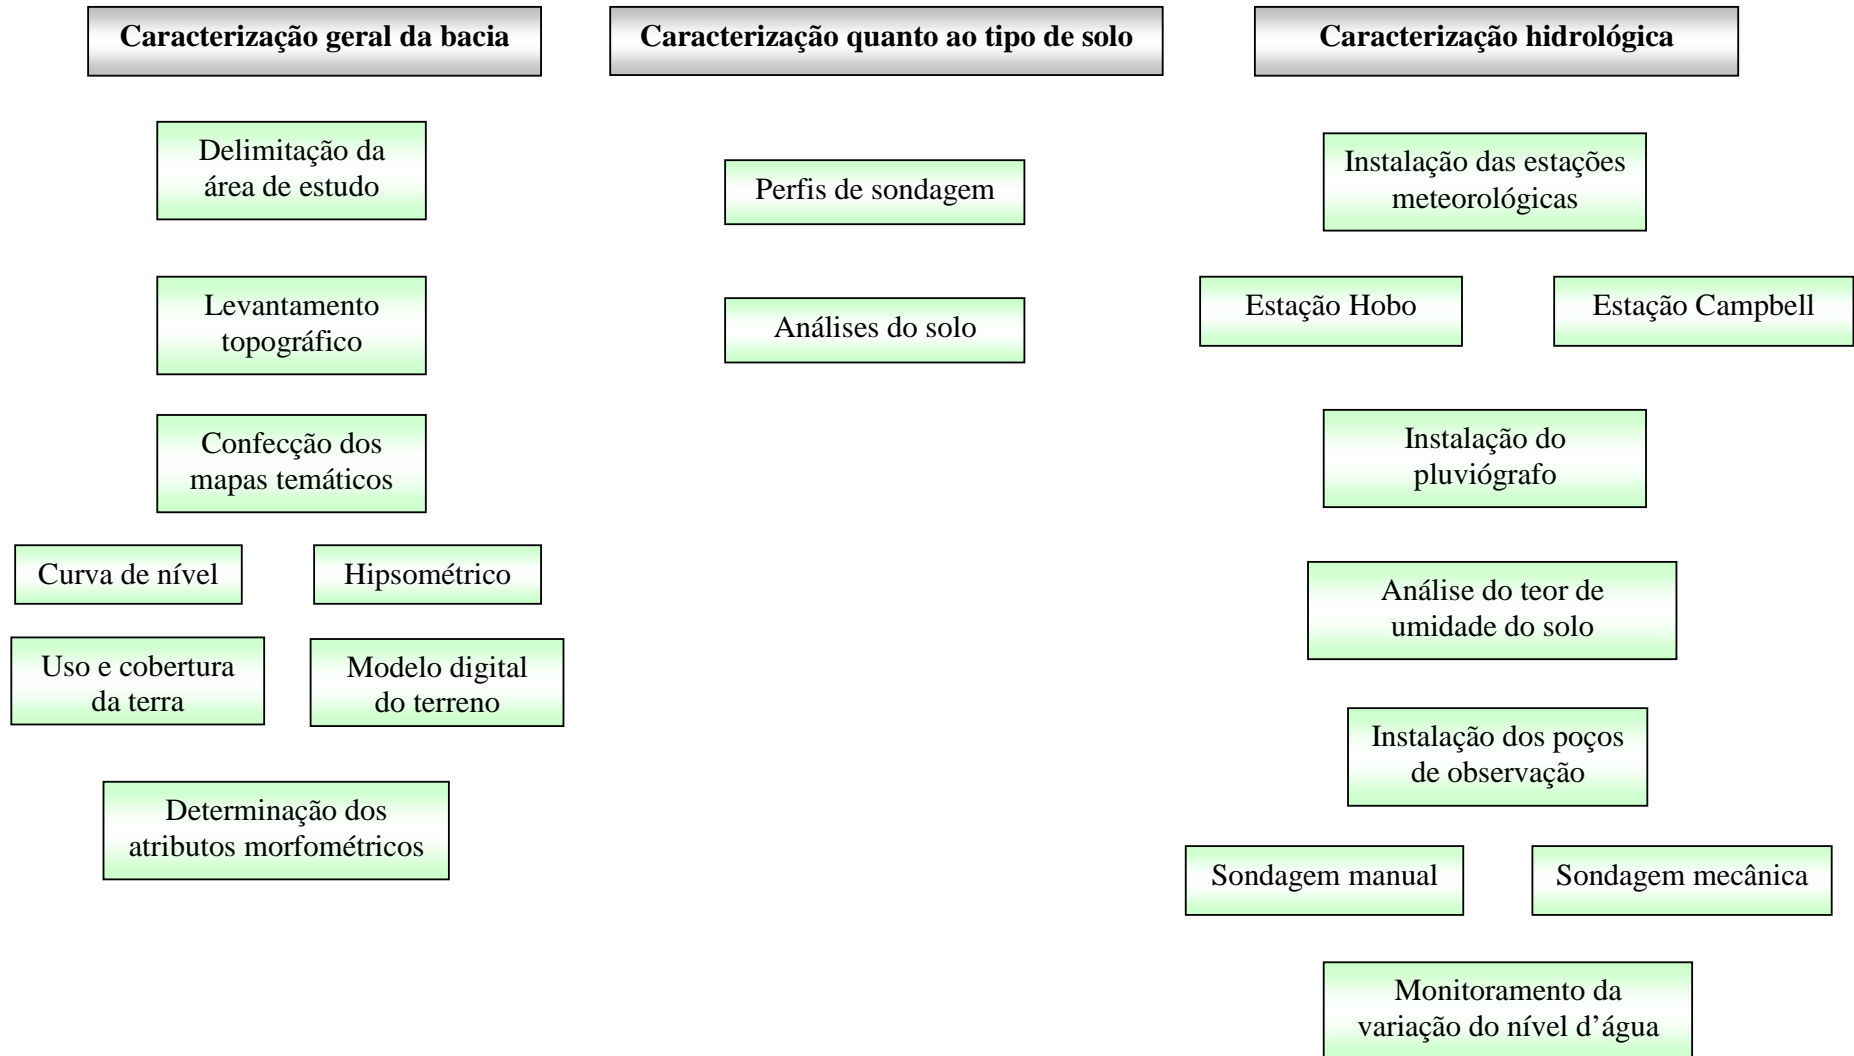 Caracterização geral da bacia
Delimitação da
área de estudo
Levantamento
topográfico
Confecção dos
mapas temáticos
Curva de nível
Hipsométrico
Uso e cobertura
da terra
Modelo digital
do terreno
Determinação dos
atributos morfométricos
Caracterização quanto ao tipo de solo
Perfis de sondagem
Análises do solo
Caracterização hidrológica
Instalação das estações
meteorológicas
Estação Hobo
Estação Campbell
Instalação do
pluviógrafo
Análise do teor de
umidade do solo
Instalação dos poços
de observação
Sondagem manual
Sondagem mecânica
Monitoramento da
variação do nível d’água